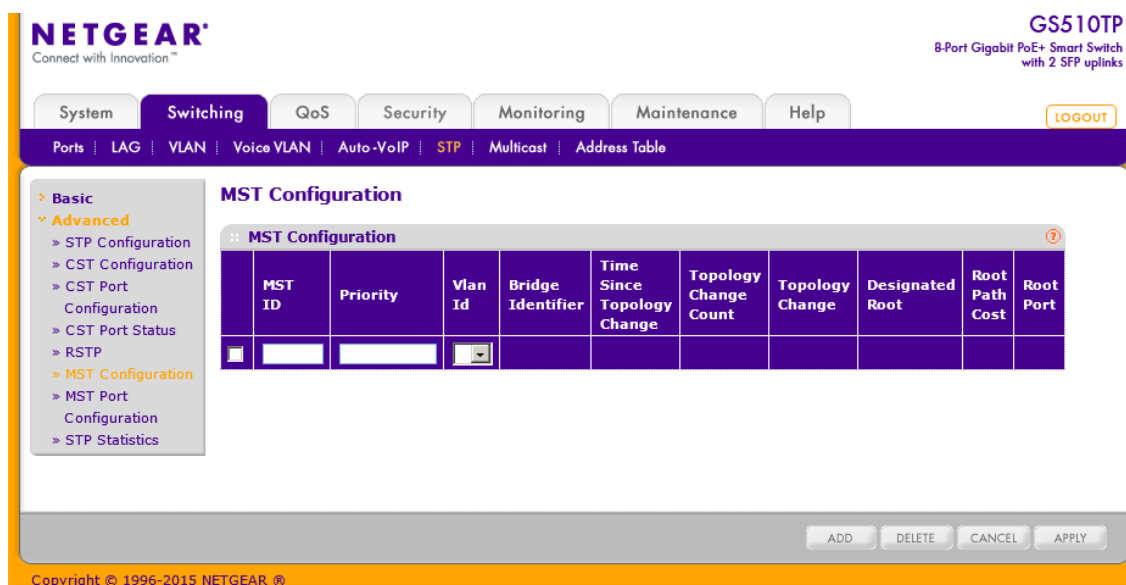 NETGEAR®
Connect with Innovation™
GS510TP
8-Port Gigabit PoE+ Smart Switch
with 2 SFP uplinks
System Switching QoS Security Monitoring Maintenance Help LOGOUT
Ports LAG VLAN Voice VLAN Auto-VoIP STP Multicast Address Table
Basic
Advanced
» STP Configuration
» CST Configuration
» CST Port
Configuration
» CST Port Status
» RSTP
» MST Configuration
» MST Port
Configuration
» STP Statistics
MST Configuration
MST Configuration ?
MST
ID
Priority
Vlan
Id
Bridge
Identifier
Time
Since
Topology
Change
Topology
Change
Count
Topology
Change
Designated
Root
Root
Path
Cost
Root
Port
ADD DELETE CANCEL APPLY
Copyright © 1996-2015 NETGEAR ®